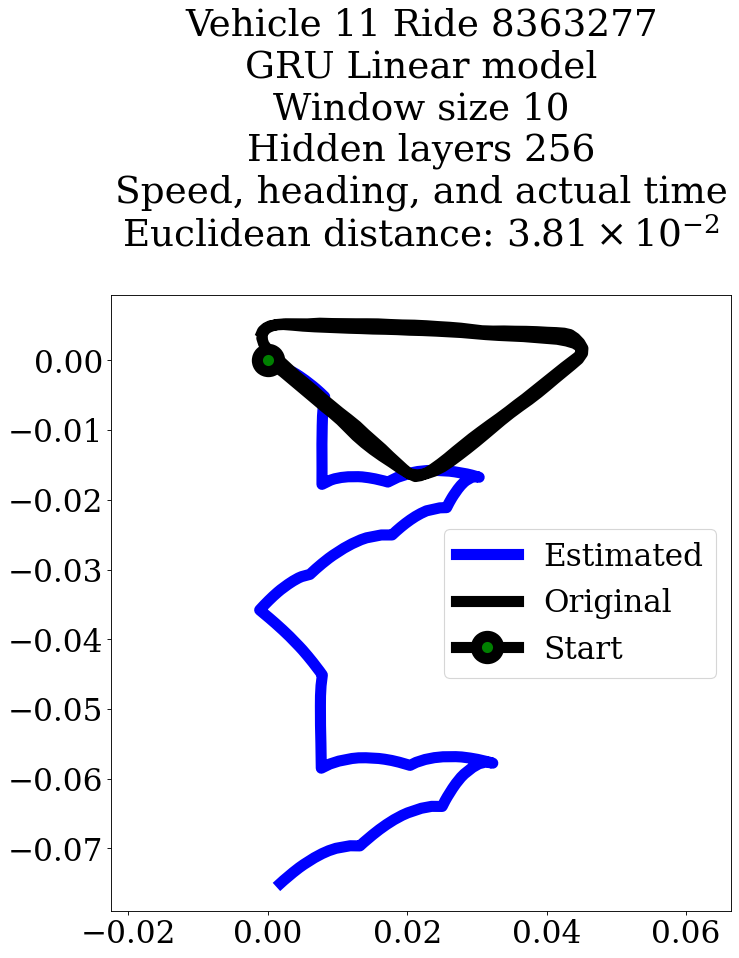 Vehicle 11 Ride 8363277
GRU Linear model
Window size 10
Hidden layers 256
Speed, heading, and actual time
Euclidean distance: 3.81 × 10⁻²
0.00
−0.01
−0.02
−0.03
−0.04
−0.05
−0.06
−0.07
Estimated
Original
Start
−0.02 0.00 0.02 0.04 0.06